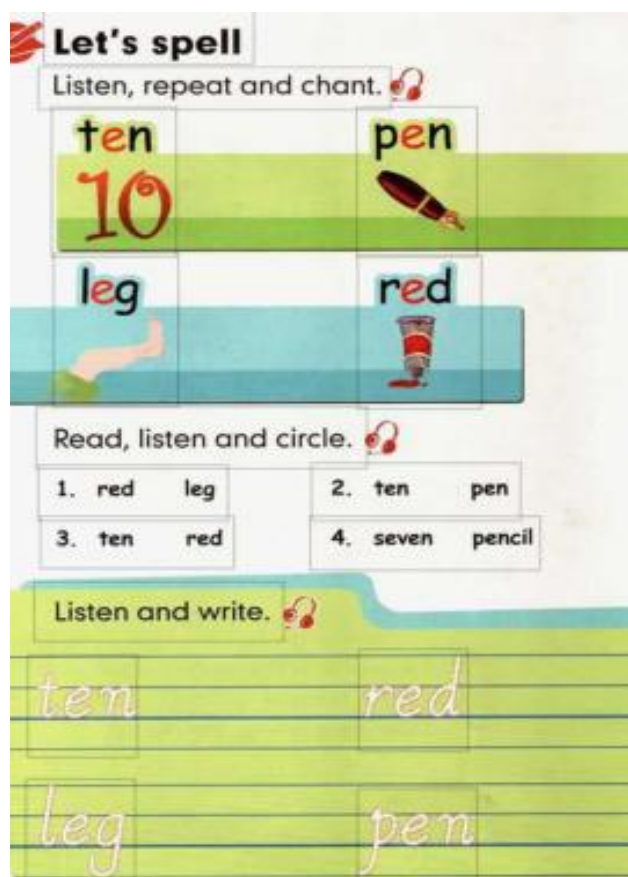 Let's spell
Listen, repeat and chant.
ten pen
10
leg red
Read, listen and circle.
1. red leg 2. ten pen
3. ten red 4. seven pencil
Listen and write.
ten red
leg pen